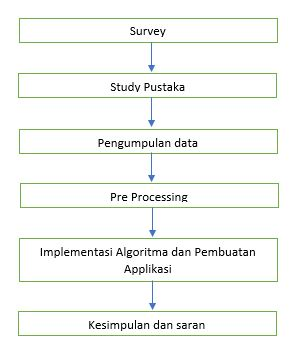 Survey
Study Pustaka
Pengumpulan data
Pre Processing
Implementasi Algoritma dan Pembuatan
Applikasi
Kesimpulan dan saran